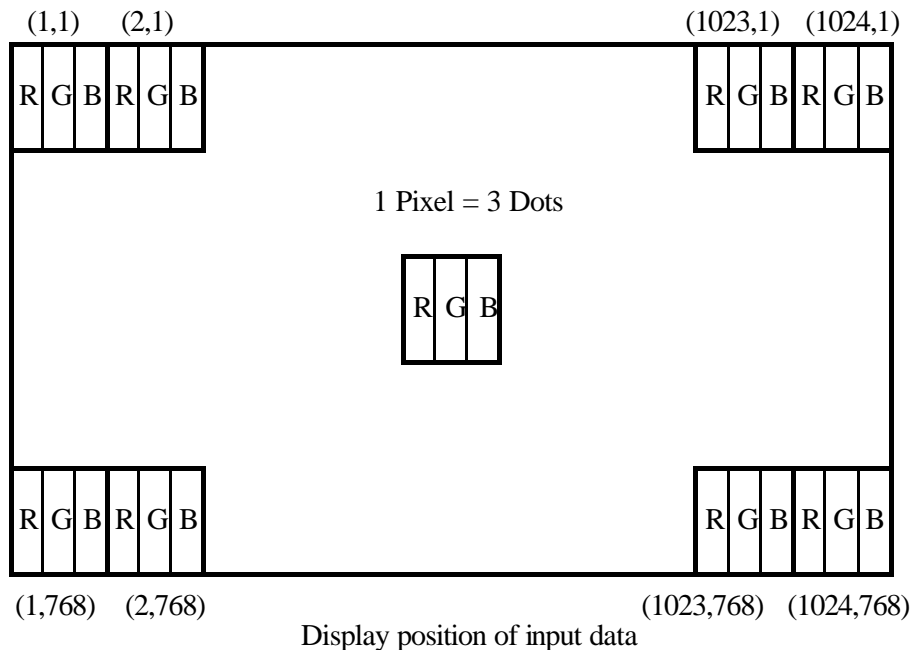 (1,1) (2,1) (1023,1) (1024,1)
R G B R G B R G B R G B
1 Pixel = 3 Dots
R G B
R G B R G B R G B R G B
(1,768) (2,768) (1023,768) (1024,768)
Display position of input data